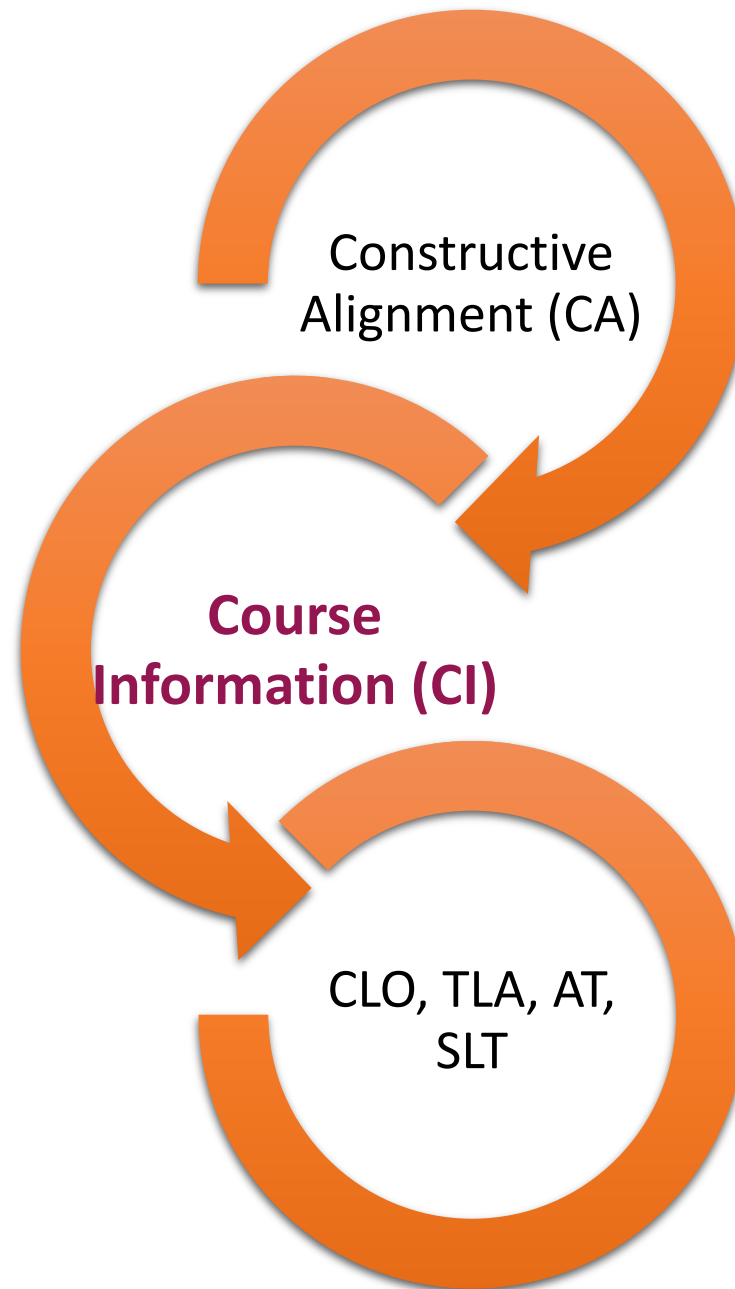 Constructive
Alignment (CA)
Course
Information (CI)
CLO, TLA, AT,
SLT